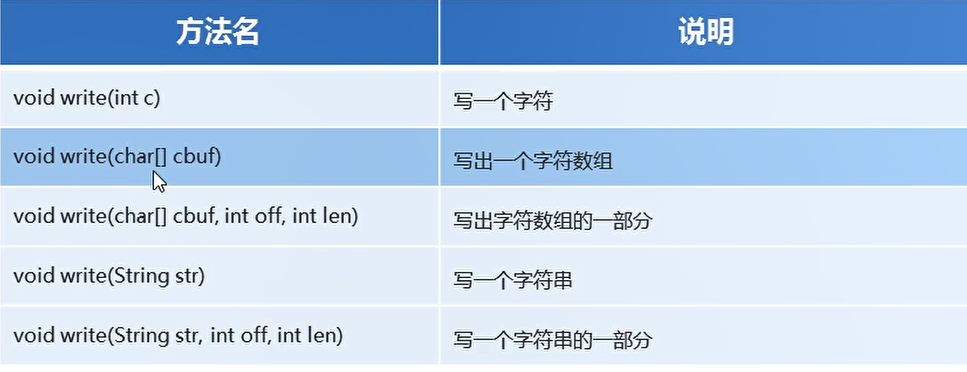 方法名 说明
void write(int c) 写一个字符
void write(char[] cbuf) 写出一个字符数组
void write(char[] cbuf, int off, int len) 写出字符数组的一部分
void write(String str) 写一个字符串
void write(String str, int off, int len) 写一个字符串的一部分